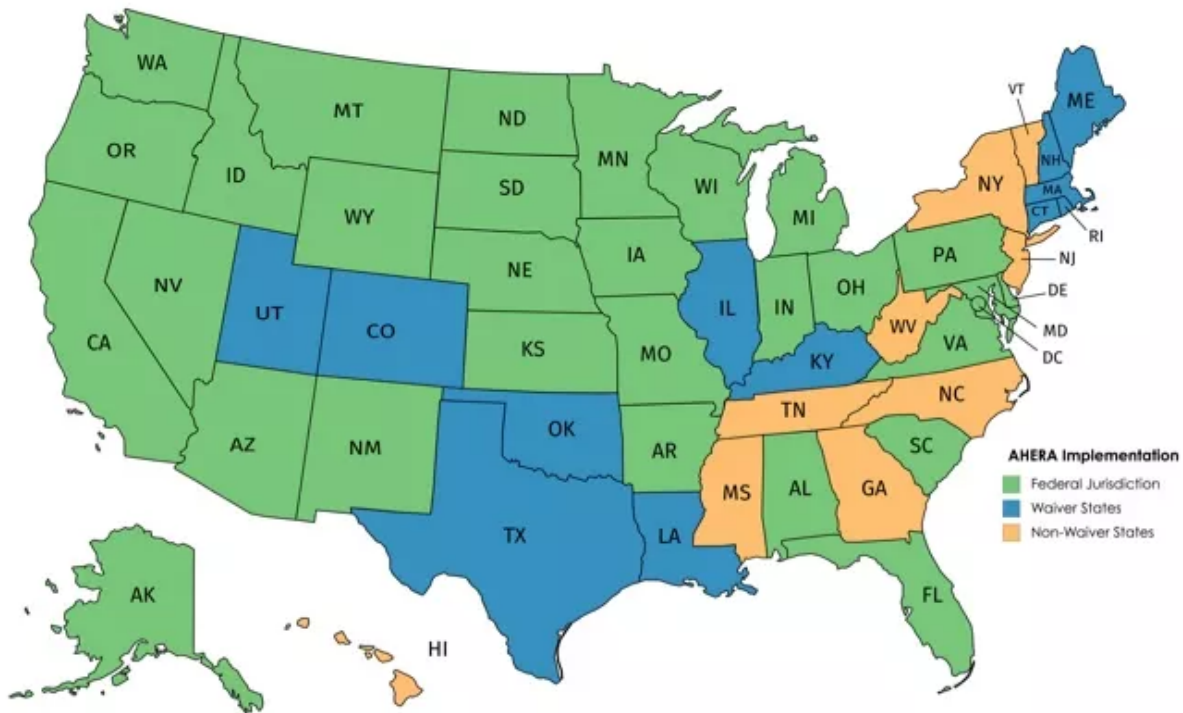 WA
MT
ND
MN
VT
ME
OR
ID
SD
WI
NH
NY
WY
MI
MA
CT
RI
IA
PA
NJ
NE
NV
OH
DE
IN
UT
IL
CO
WV
MD
CA
KS
MO
VA
DC
KY
NC
TN
OK
AZ
NM
AR
SC
AHERA Implementation
Federal Jurisdiction
MS
AL
GA
Waiver States
TX
LA
Non-Waiver States
AK
FL
HI